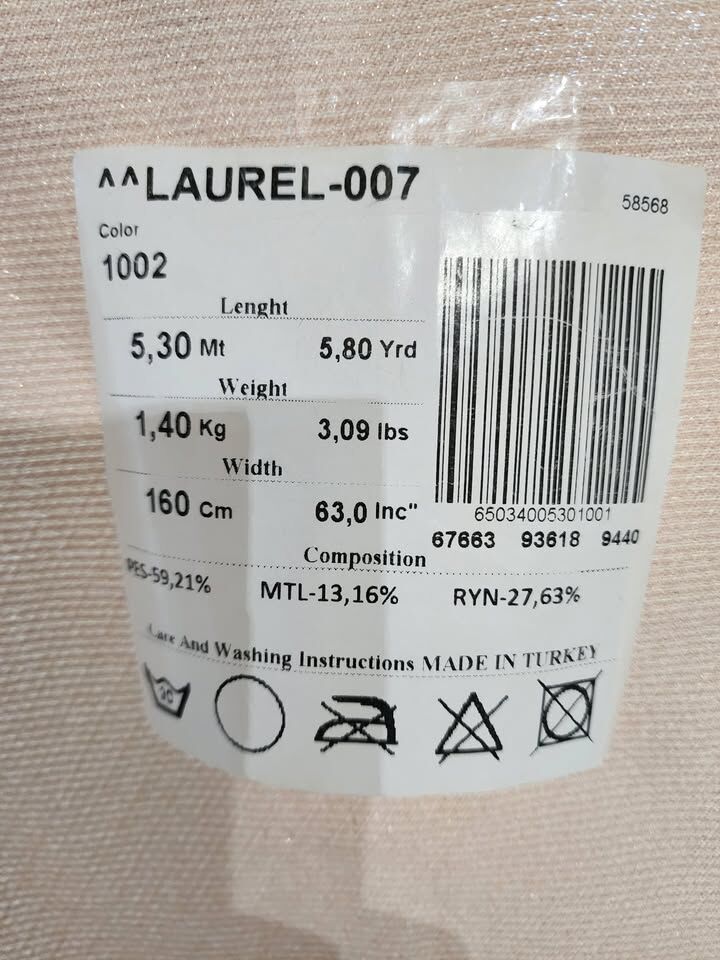 ^^LAUREL-007
58568
Color
1002
Lenght
5,30 Mt 5,80 Yrd
Weight
1,40 Kg 3,09 lbs
Width
160 Cm 63,0 Inc"
65034005301001
67663 93618 9440
Composition
PES-59,21% MTL-13,16% RYN-27,63%
Care And Washing Instructions MADE IN TURKEY
30